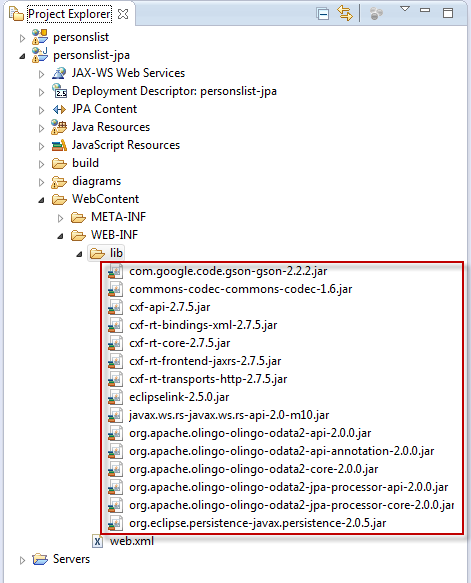 Project Explorer
personslist
personslist-jpa
JAX-WS Web Services
2.5 Deployment Descriptor: personslist-jpa
JPA Content
Java Resources
JavaScript Resources
build
diagrams
WebContent
META-INF
WEB-INF
lib
com.google.code.gson-gson-2.2.2.jar
commons-codec-commons-codec-1.6.jar
cxf-api-2.7.5.jar
cxf-rt-bindings-xml-2.7.5.jar
cxf-rt-core-2.7.5.jar
cxf-rt-frontend-jaxrs-2.7.5.jar
cxf-rt-transports-http-2.7.5.jar
eclipselink-2.5.0.jar
javax.ws.rs-javax.ws.rs-api-2.0-m10.jar
org.apache.olingo-olingo-odata2-api-2.0.0.jar
org.apache.olingo-olingo-odata2-api-annotation-2.0.0.jar
org.apache.olingo-olingo-odata2-core-2.0.0.jar
org.apache.olingo-olingo-odata2-jpa-processor-api-2.0.0.jar
org.apache.olingo-olingo-odata2-jpa-processor-core-2.0.0.jar
org.eclipse.persistence-javax.persistence-2.0.5.jar
web.xml
Servers